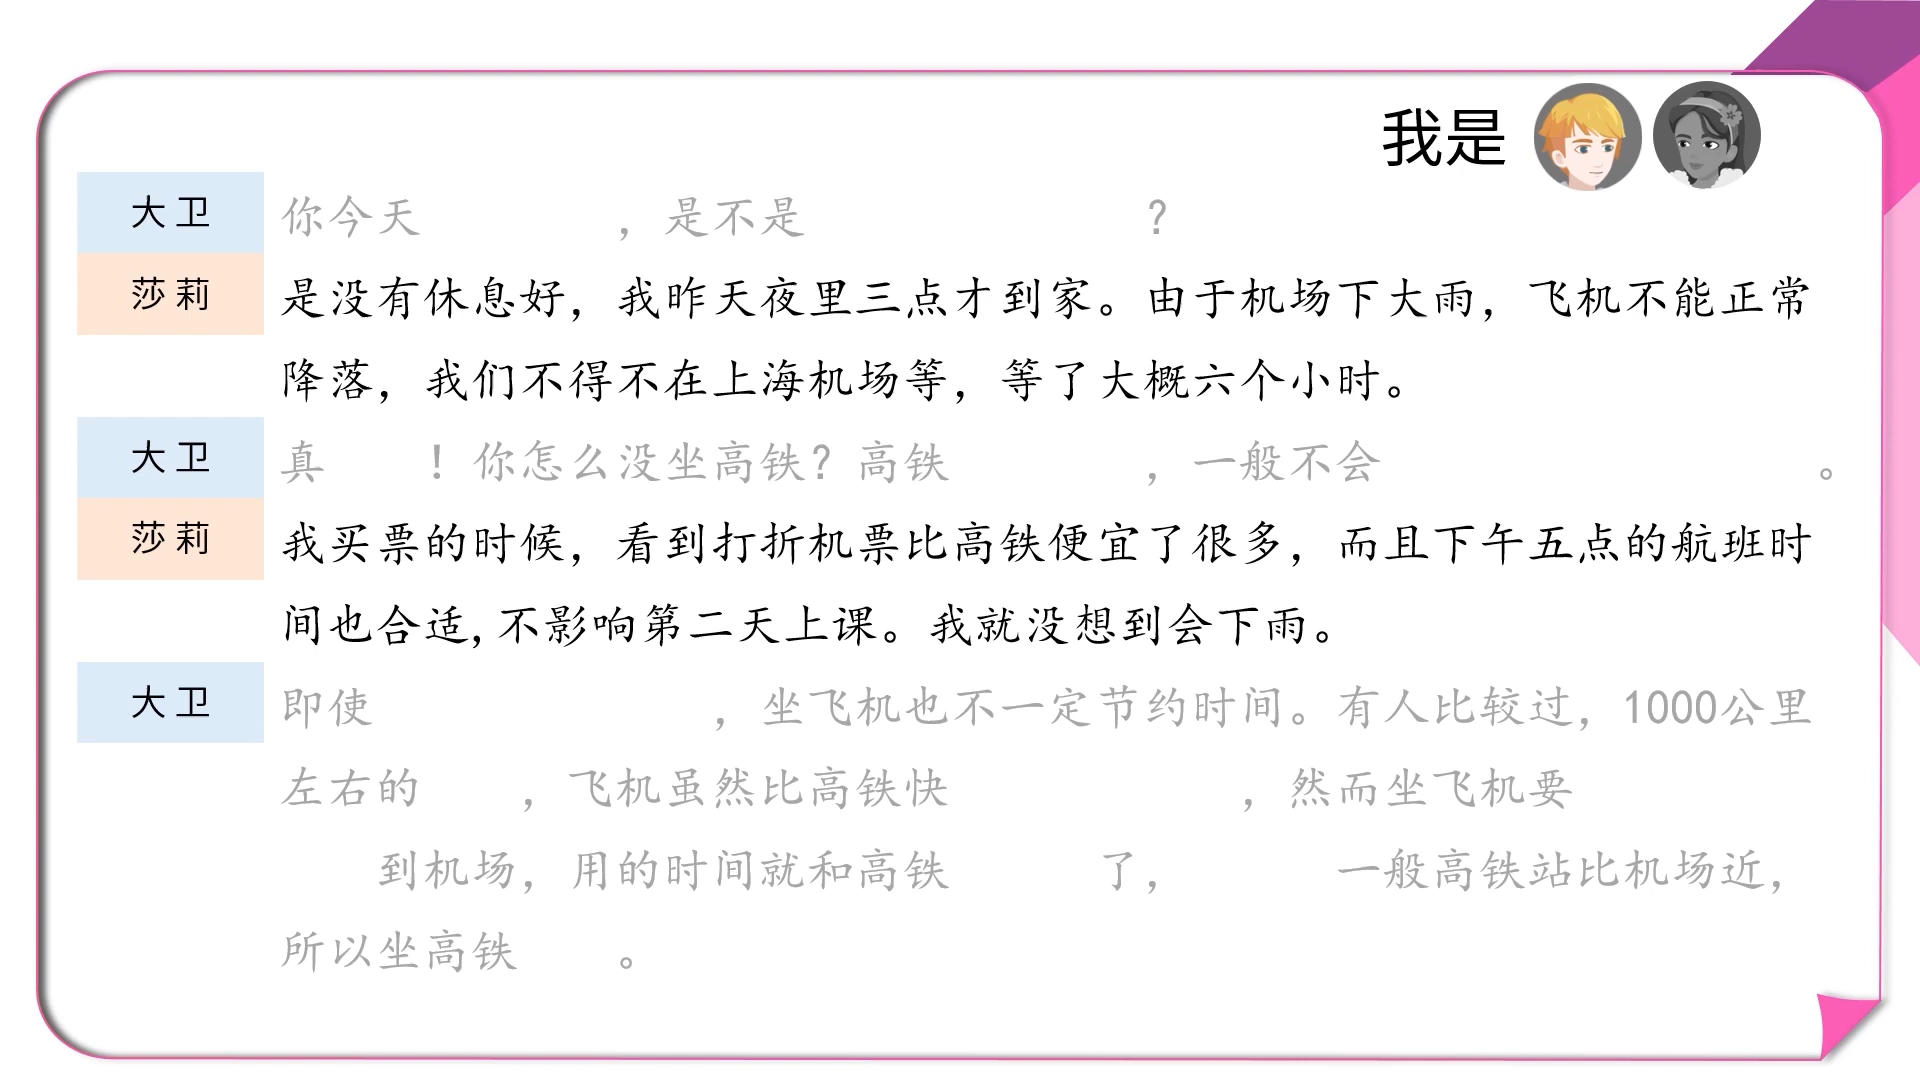 我是
大卫 你今天 ，是不是 ？
莎莉 是没有休息好，我昨天夜里三点才到家。由于机场下大雨，飞机不能正常
降落，我们不得不在上海机场等，等了大概六个小时。
大卫 真 ！你怎么没坐高铁？高铁 ，一般不会 。
莎莉 我买票的时候，看到打折机票比高铁便宜了很多，而且下午五点的航班时
间也合适,不影响第二天上课。我就没想到会下雨。
大卫 即使 ，坐飞机也不一定节约时间。有人比较过，1000公里
左右的 ，飞机虽然比高铁快 ，然而坐飞机要
到机场，用的时间就和高铁 了， 一般高铁站比机场近，
所以坐高铁 。